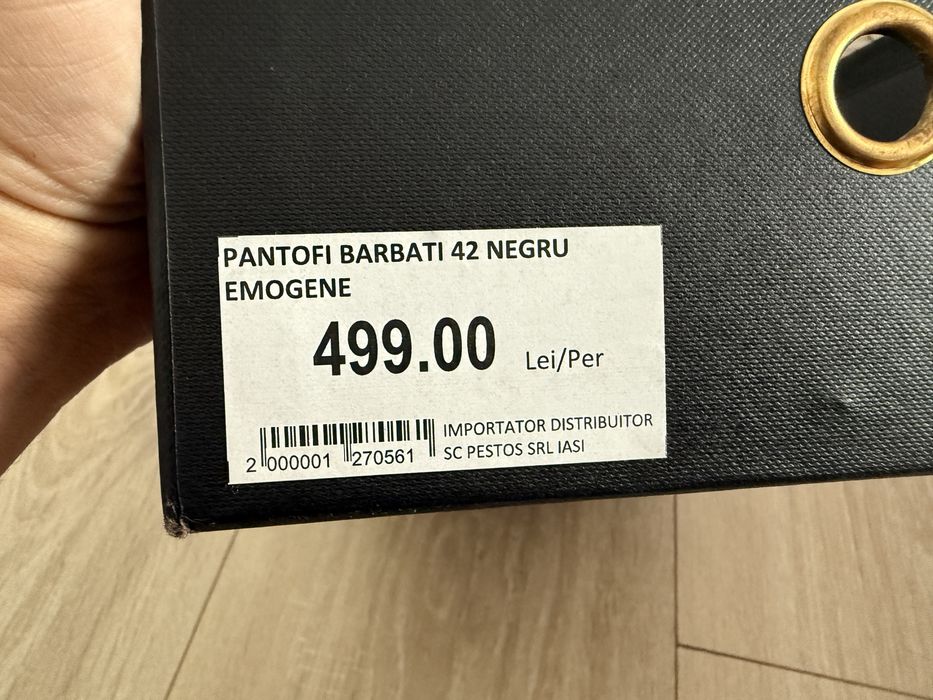 PANTOFI BARBATI 42 NEGRU
EMOGENE
499.00 Lei/Per
IMPORTATOR DISTRIBUITOR
SC PESTOS SRL IASI
2 000001 270561